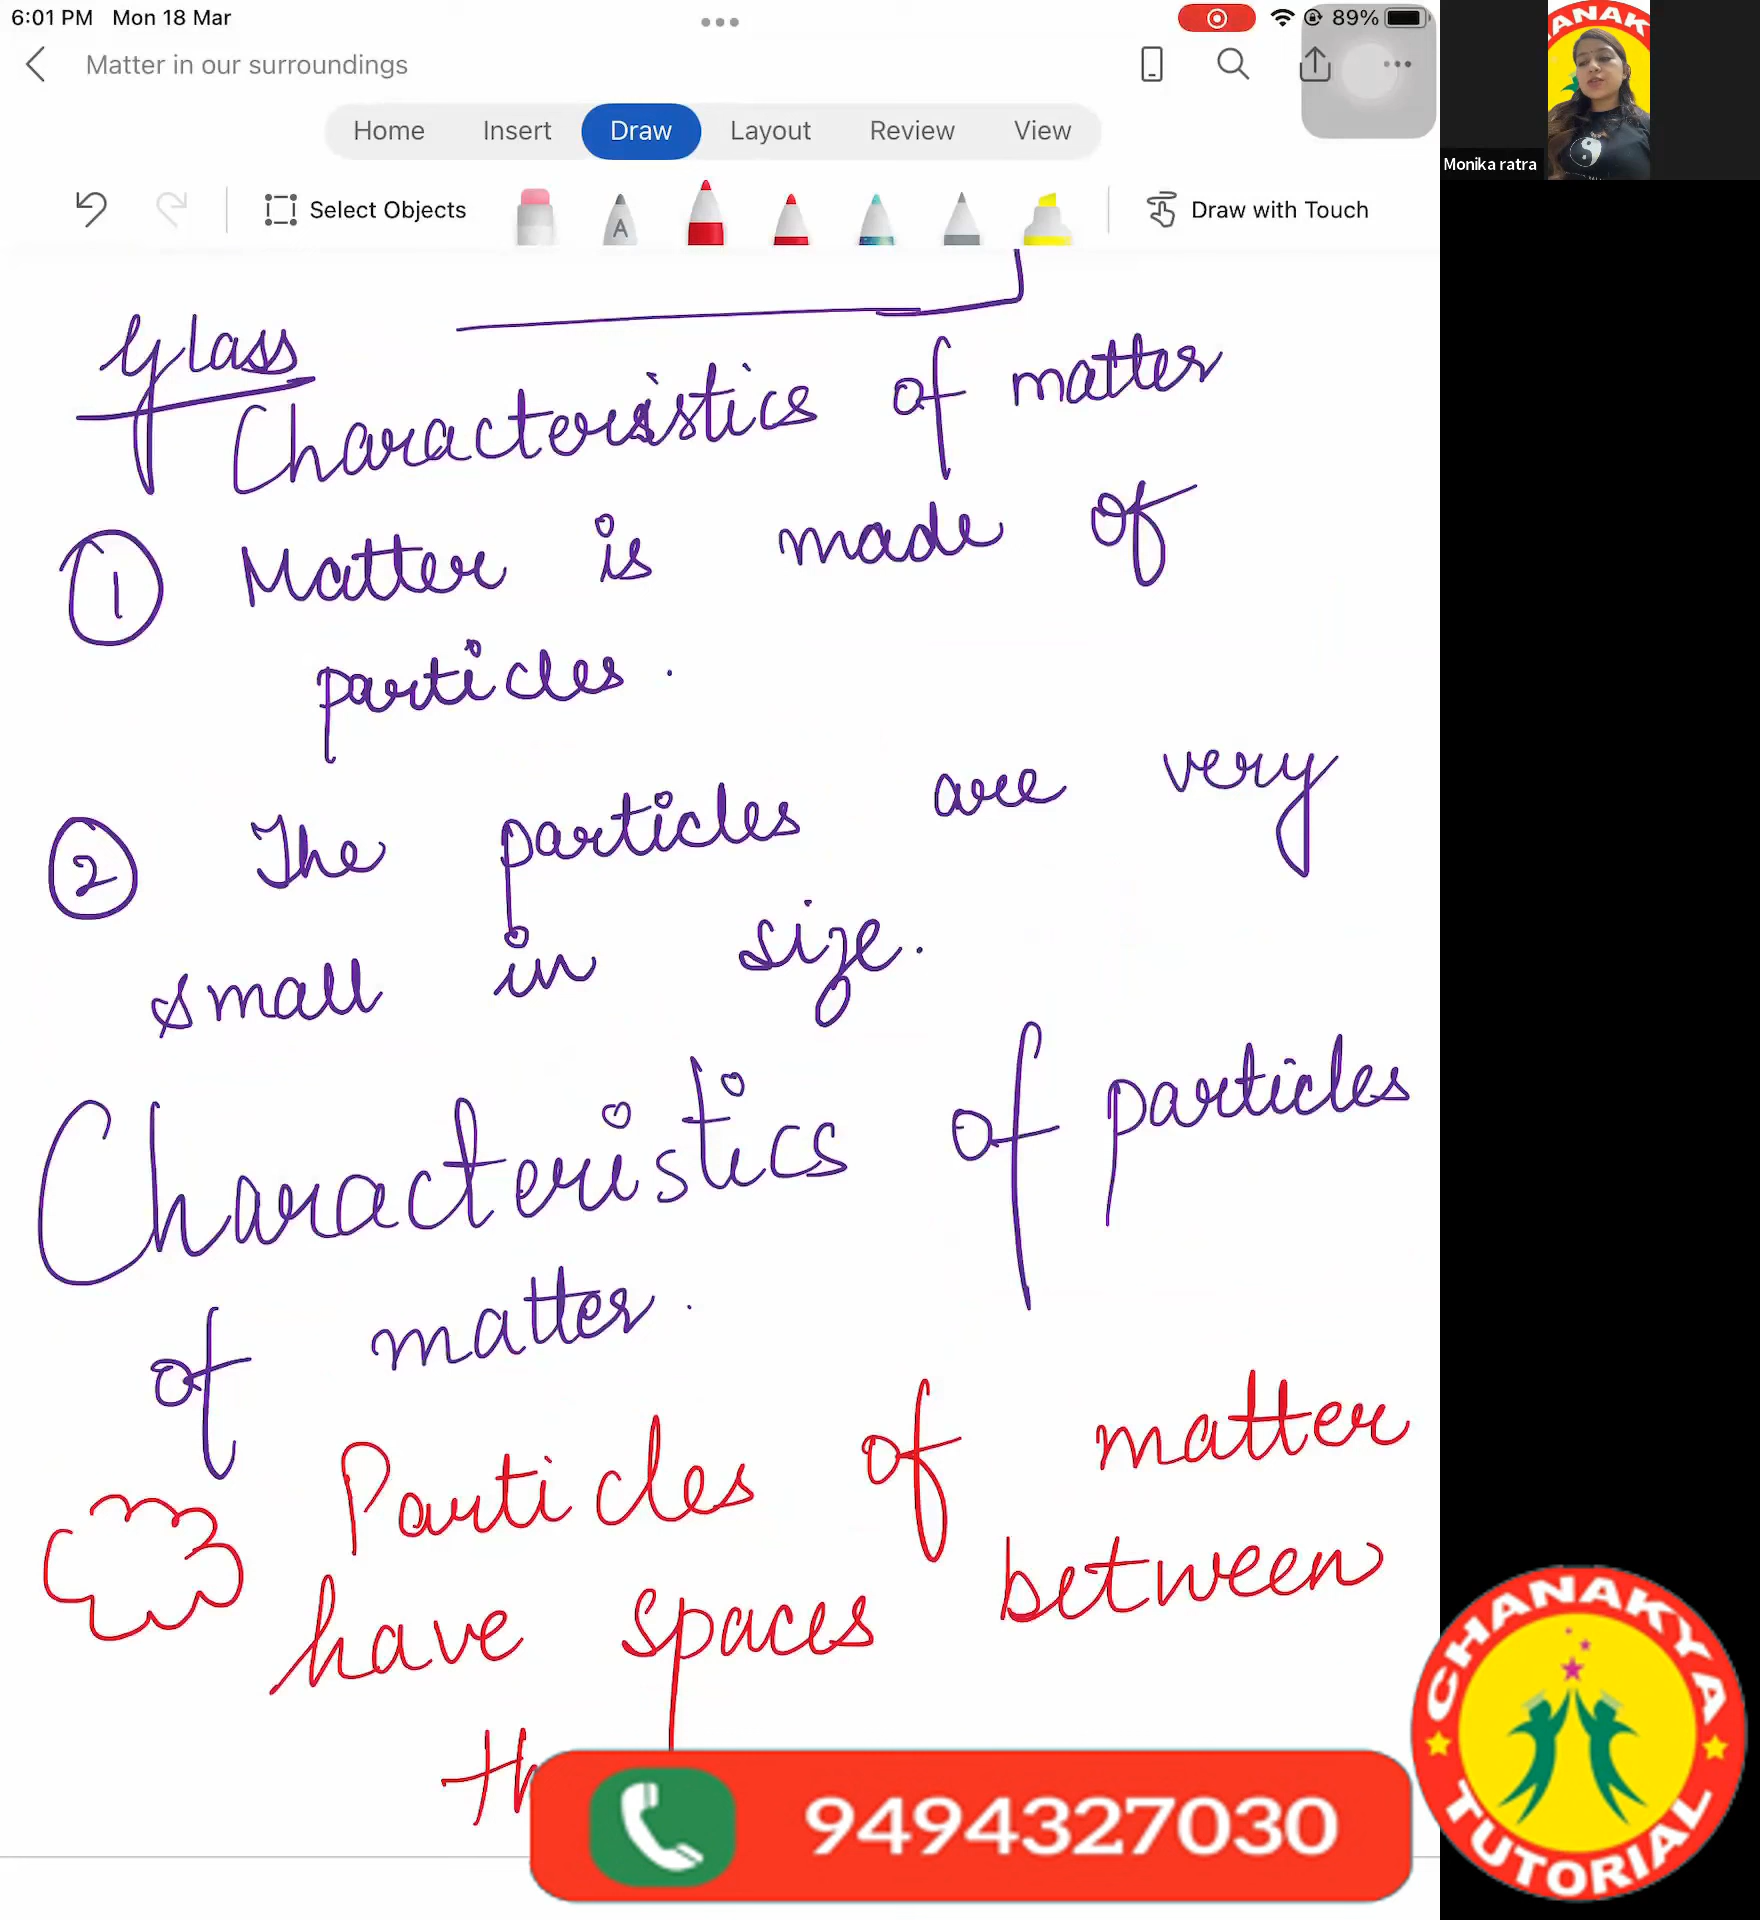 6:01 PM Mon 18 Mar
89%
Matter in our surroundings
Home Insert Draw Layout Review View
Select Objects
A
Draw with Touch
Monika ratra
ANAK
Glass
Characteristics of matter
1 Matter is made of
particles.
2 The particles are very
small in size.
Characteristics of particles
of matter.
Particles of matter
have spaces between
th
9494327030
CHANAKYA
TUTORIAL